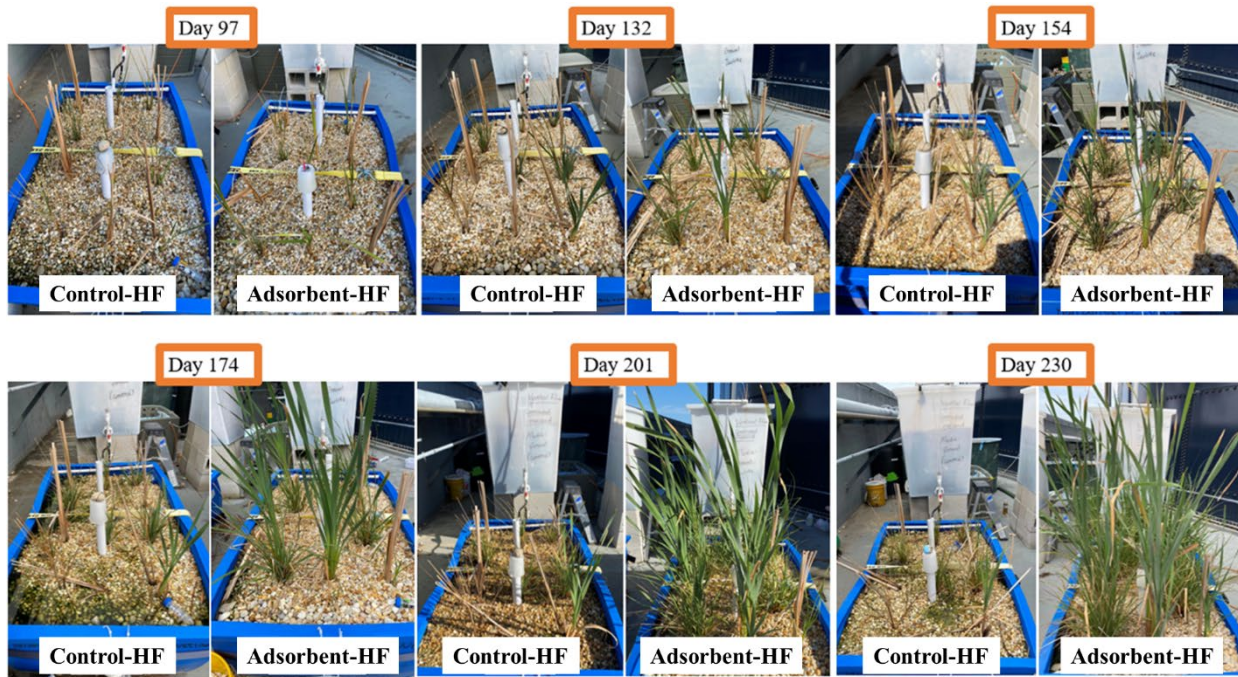 Day 97
Day 132
Day 154
Control-HF
Adsorbent-HF
Control-HF
Adsorbent-HF
Control-HF
Adsorbent-HF
Day 174
Day 201
Day 230
Control-HF
Adsorbent-HF
Control-HF
Adsorbent-HF
Control-HF
Adsorbent-HF